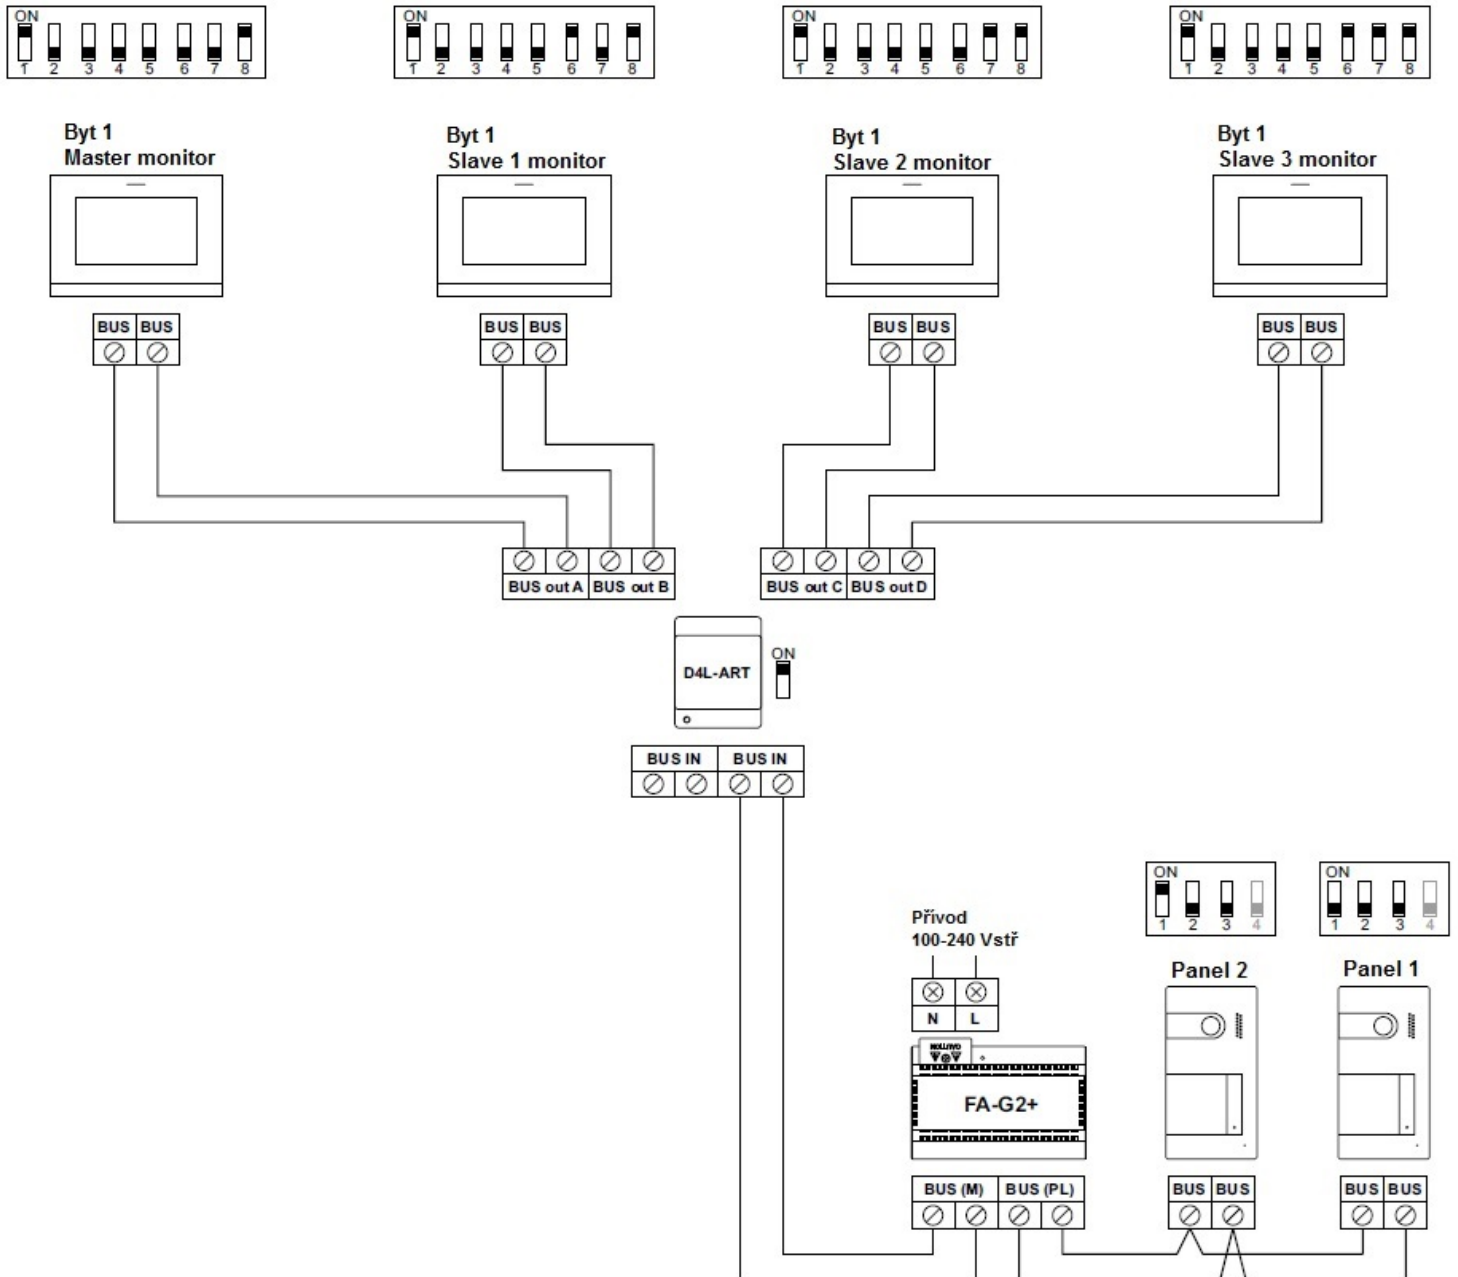 ON
1 2 3 4 5 6 7 8
ON
1 2 3 4 5 6 7 8
ON
1 2 3 4 5 6 7 8
ON
1 2 3 4 5 6 7 8
Byt 1
Master monitor
Byt 1
Slave 1 monitor
Byt 1
Slave 2 monitor
Byt 1
Slave 3 monitor
BUS BUS
BUS BUS
BUS BUS
BUS BUS
BUS out A BUS out B
BUS out C BUS out D
D4L-ART
ON
BUS IN BUS IN
ON
1 2 3 4
ON
1 2 3 4
Přívod
100-240 Vstř
Panel 2
Panel 1
N L
CAUTION
FA-G2+
BUS (M) BUS (PL)
BUS BUS
BUS BUS